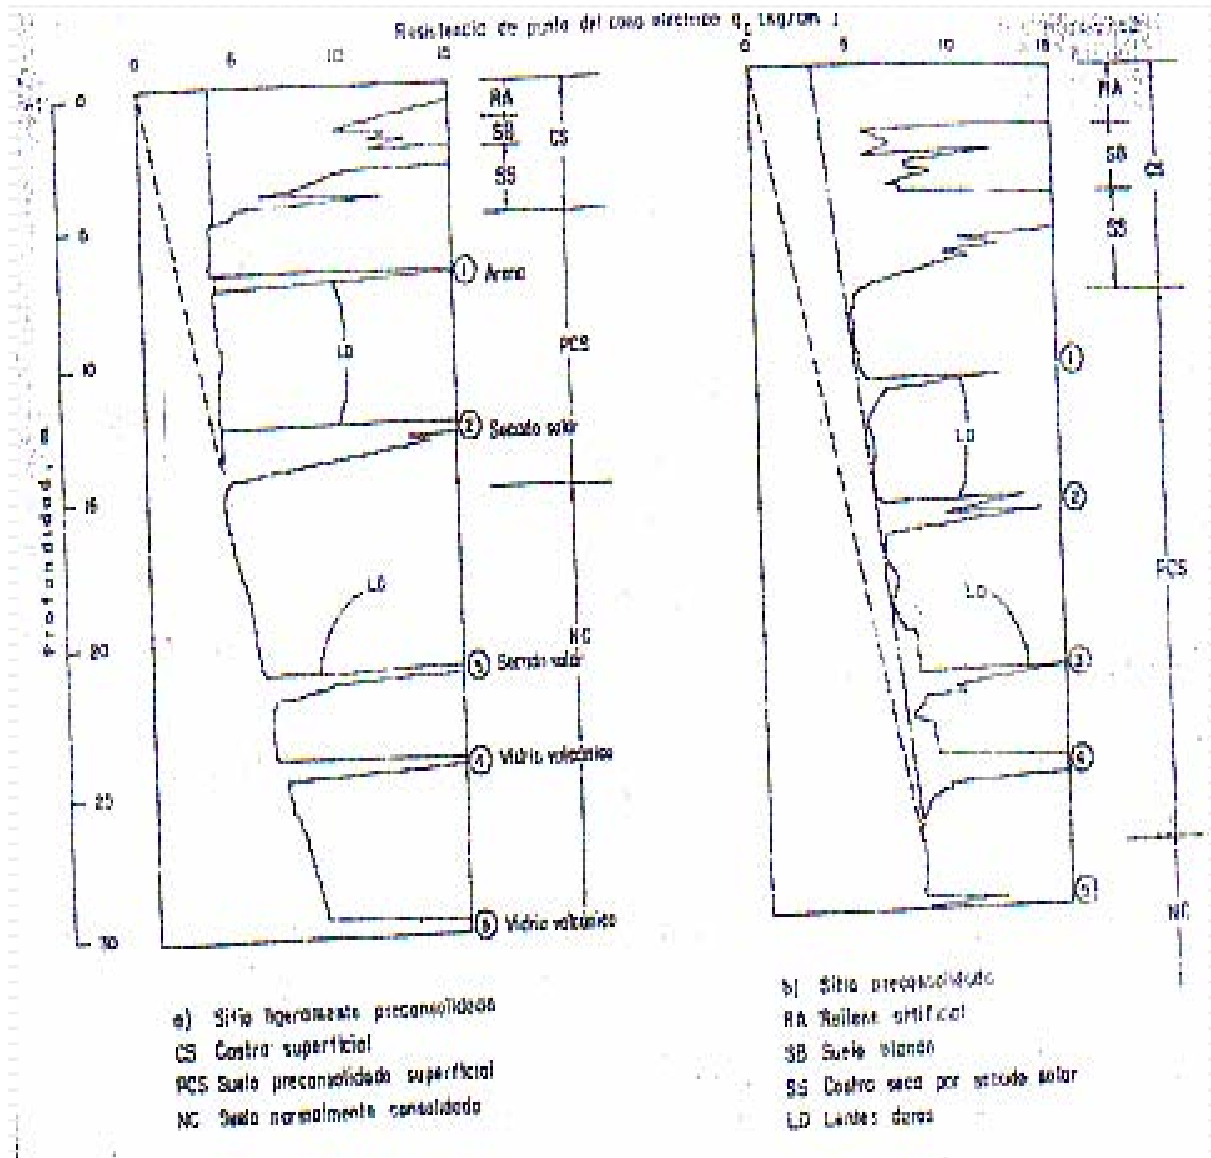 Resistencia de punta del cono eléctrico q c (kg/cm
0 5 10 15
0 5 10 15
Profundidad, m
0
5
10
15
20
30
RA
SB
SS
CS
PCS
NC
LD
LD
1 Arena
2 Secado solar
3 Secado solar
4 Vidrio volcánico
5 Vidrio volcánico
RA
SB
SS
CS
PCS
NC
LD
LD
1
2
3
4
5
a) Sitio ligeramente preconsolidado
CS Costra superficial
PCS Suelo preconsolidado superficial
NC Suelo normalmente consolidado
b) Sitio preconsolidado
RA Relleno artificial
SB Suelo blando
SS Costra seca por secado solar
LD Lentes duros